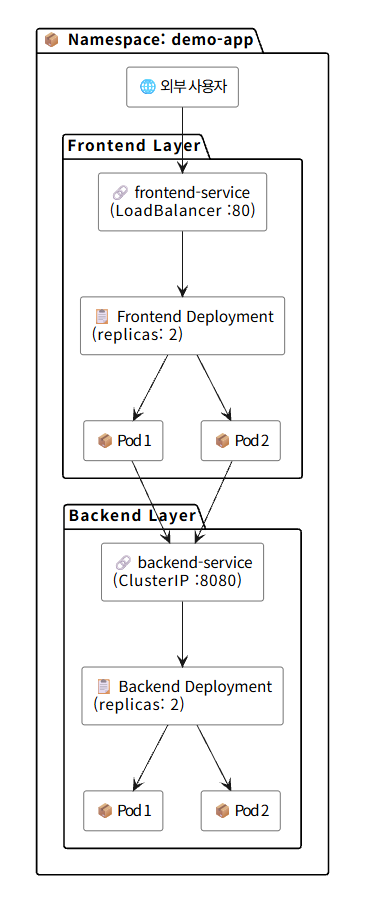 📦 Namespace: demo-app
🌐 외부 사용자
Frontend Layer
🔗 frontend-service
(LoadBalancer :80)
📋 Frontend Deployment
(replicas: 2)
📦 Pod 1
📦 Pod 2
Backend Layer
🔗 backend-service
(ClusterIP :8080)
📋 Backend Deployment
(replicas: 2)
📦 Pod 1
📦 Pod 2